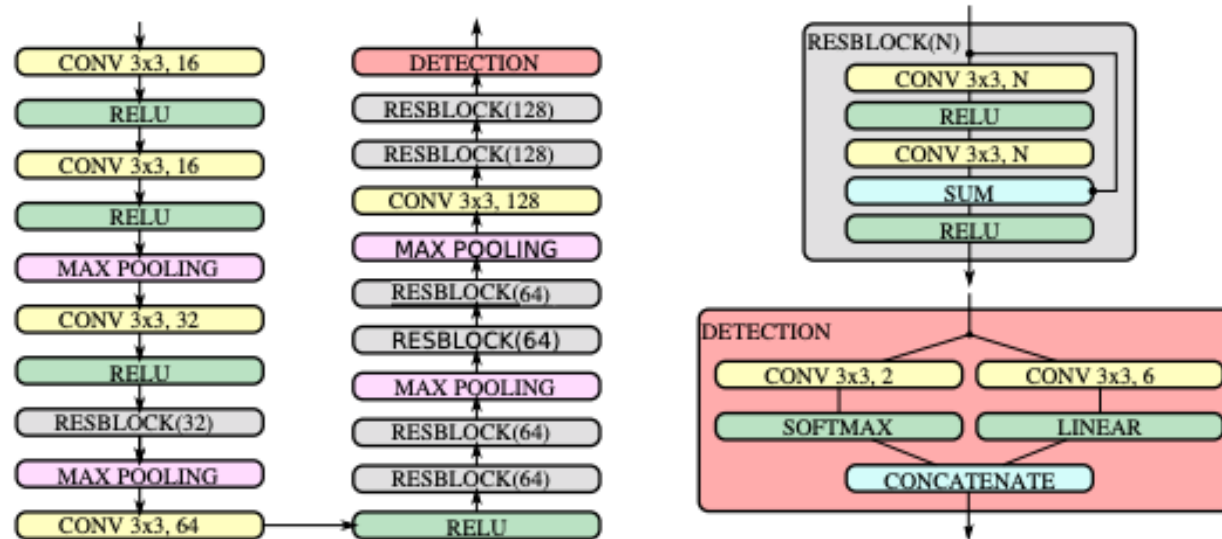 CONV 3x3, 16
RELU
CONV 3x3, 16
RELU
MAX POOLING
CONV 3x3, 32
RELU
RESBLOCK(32)
MAX POOLING
CONV 3x3, 64
RELU
RESBLOCK(64)
RESBLOCK(64)
MAX POOLING
RESBLOCK(64)
RESBLOCK(64)
MAX POOLING
CONV 3x3, 128
RESBLOCK(128)
RESBLOCK(128)
DETECTION
RESBLOCK(N)
CONV 3x3, N
RELU
CONV 3x3, N
SUM
RELU
DETECTION
CONV 3x3, 2
CONV 3x3, 6
SOFTMAX
LINEAR
CONCATENATE